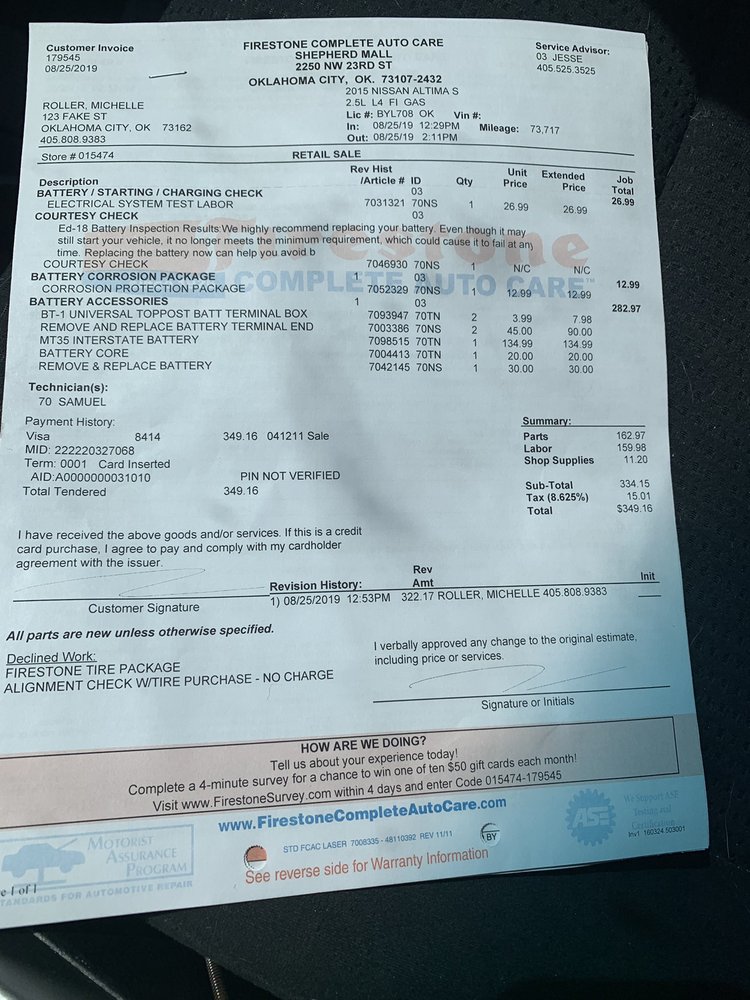 Customer Invoice
179545
08/25/2019
FIRESTONE COMPLETE AUTO CARE
SHEPHERD MALL
2250 NW 23RD ST
OKLAHOMA CITY, OK. 73107-2432
Service Advisor:
03 JESSE
405.525.3525
ROLLER, MICHELLE
123 FAKE ST
OKLAHOMA CITY, OK 73162
405.808.9383
2015 NISSAN ALTIMA S
2.5L L4 FI GAS
Lic #: BYL708 OK Vin #:
In: 08/25/19 12:29PM Mileage: 73,717
Out: 08/25/19 2:11PM
Store # 015474 RETAIL SALE
Description Rev Hist /Article # ID Qty Unit Price Extended Price Job Total
BATTERY / STARTING / CHARGING CHECK 03 26.99
ELECTRICAL SYSTEM TEST LABOR 7031321 70NS 1 26.99 26.99
COURTESY CHECK 03
Ed-18 Battery Inspection Results:We highly recommend replacing your battery. Even though it may
still start your vehicle, it no longer meets the minimum requirement, which could cause it to fail at any
time. Replacing the battery now can help you avoid b
COURTESY CHECK 7046930 70NS 1 N/C N/C
BATTERY CORROSION PACKAGE 1 03 12.99
CORROSION PROTECTION PACKAGE 7052329 70NS 1 12.99 12.99
BATTERY ACCESSORIES 1 03 282.97
BT-1 UNIVERSAL TOPPOST BATT TERMINAL BOX 7093947 70TN 2 3.99 7.98
REMOVE AND REPLACE BATTERY TERMINAL END 7003386 70NS 2 45.00 90.00
MT35 INTERSTATE BATTERY 7098515 70TN 1 134.99 134.99
BATTERY CORE 7004413 70TN 1 20.00 20.00
REMOVE & REPLACE BATTERY 7042145 70NS 1 30.00 30.00
Firestone
COMPLETE AUTO CARE™
Technician(s):
70 SAMUEL
Payment History:
Visa 8414 349.16 041211 Sale
MID: 222220327068
Term: 0001 Card Inserted
AID:A0000000031010 PIN NOT VERIFIED
Total Tendered 349.16
Summary:
Parts 162.97
Labor 159.98
Shop Supplies 11.20
Sub-Total 334.15
Tax (8.625%) 15.01
Total $349.16
I have received the above goods and/or services. If this is a credit
card purchase, I agree to pay and comply with my cardholder
agreement with the issuer.
Customer Signature
Revision History: Rev Amt Init
1) 08/25/2019 12:53PM 322.17 ROLLER, MICHELLE 405.808.9383
All parts are new unless otherwise specified.
Declined Work:
FIRESTONE TIRE PACKAGE
ALIGNMENT CHECK W/TIRE PURCHASE - NO CHARGE
I verbally approved any change to the original estimate,
including price or services.
Signature or Initials
HOW ARE WE DOING?
Tell us about your experience today!
Complete a 4-minute survey for a chance to win one of ten $50 gift cards each month!
Visit www.FirestoneSurvey.com within 4 days and enter Code 015474-179545
www.FirestoneCompleteAutoCare.com
MOTORIST
ASSURANCE
PROGRAM
STANDARDS FOR AUTOMOTIVE REPAIR
e 1 of 1
STD FCAC LASER 7008335 - 48110392 REV 11/11
BY
See reverse side for Warranty Information
ASE
We Support ASE
Testing and
Certification
Inv1 160324.503001